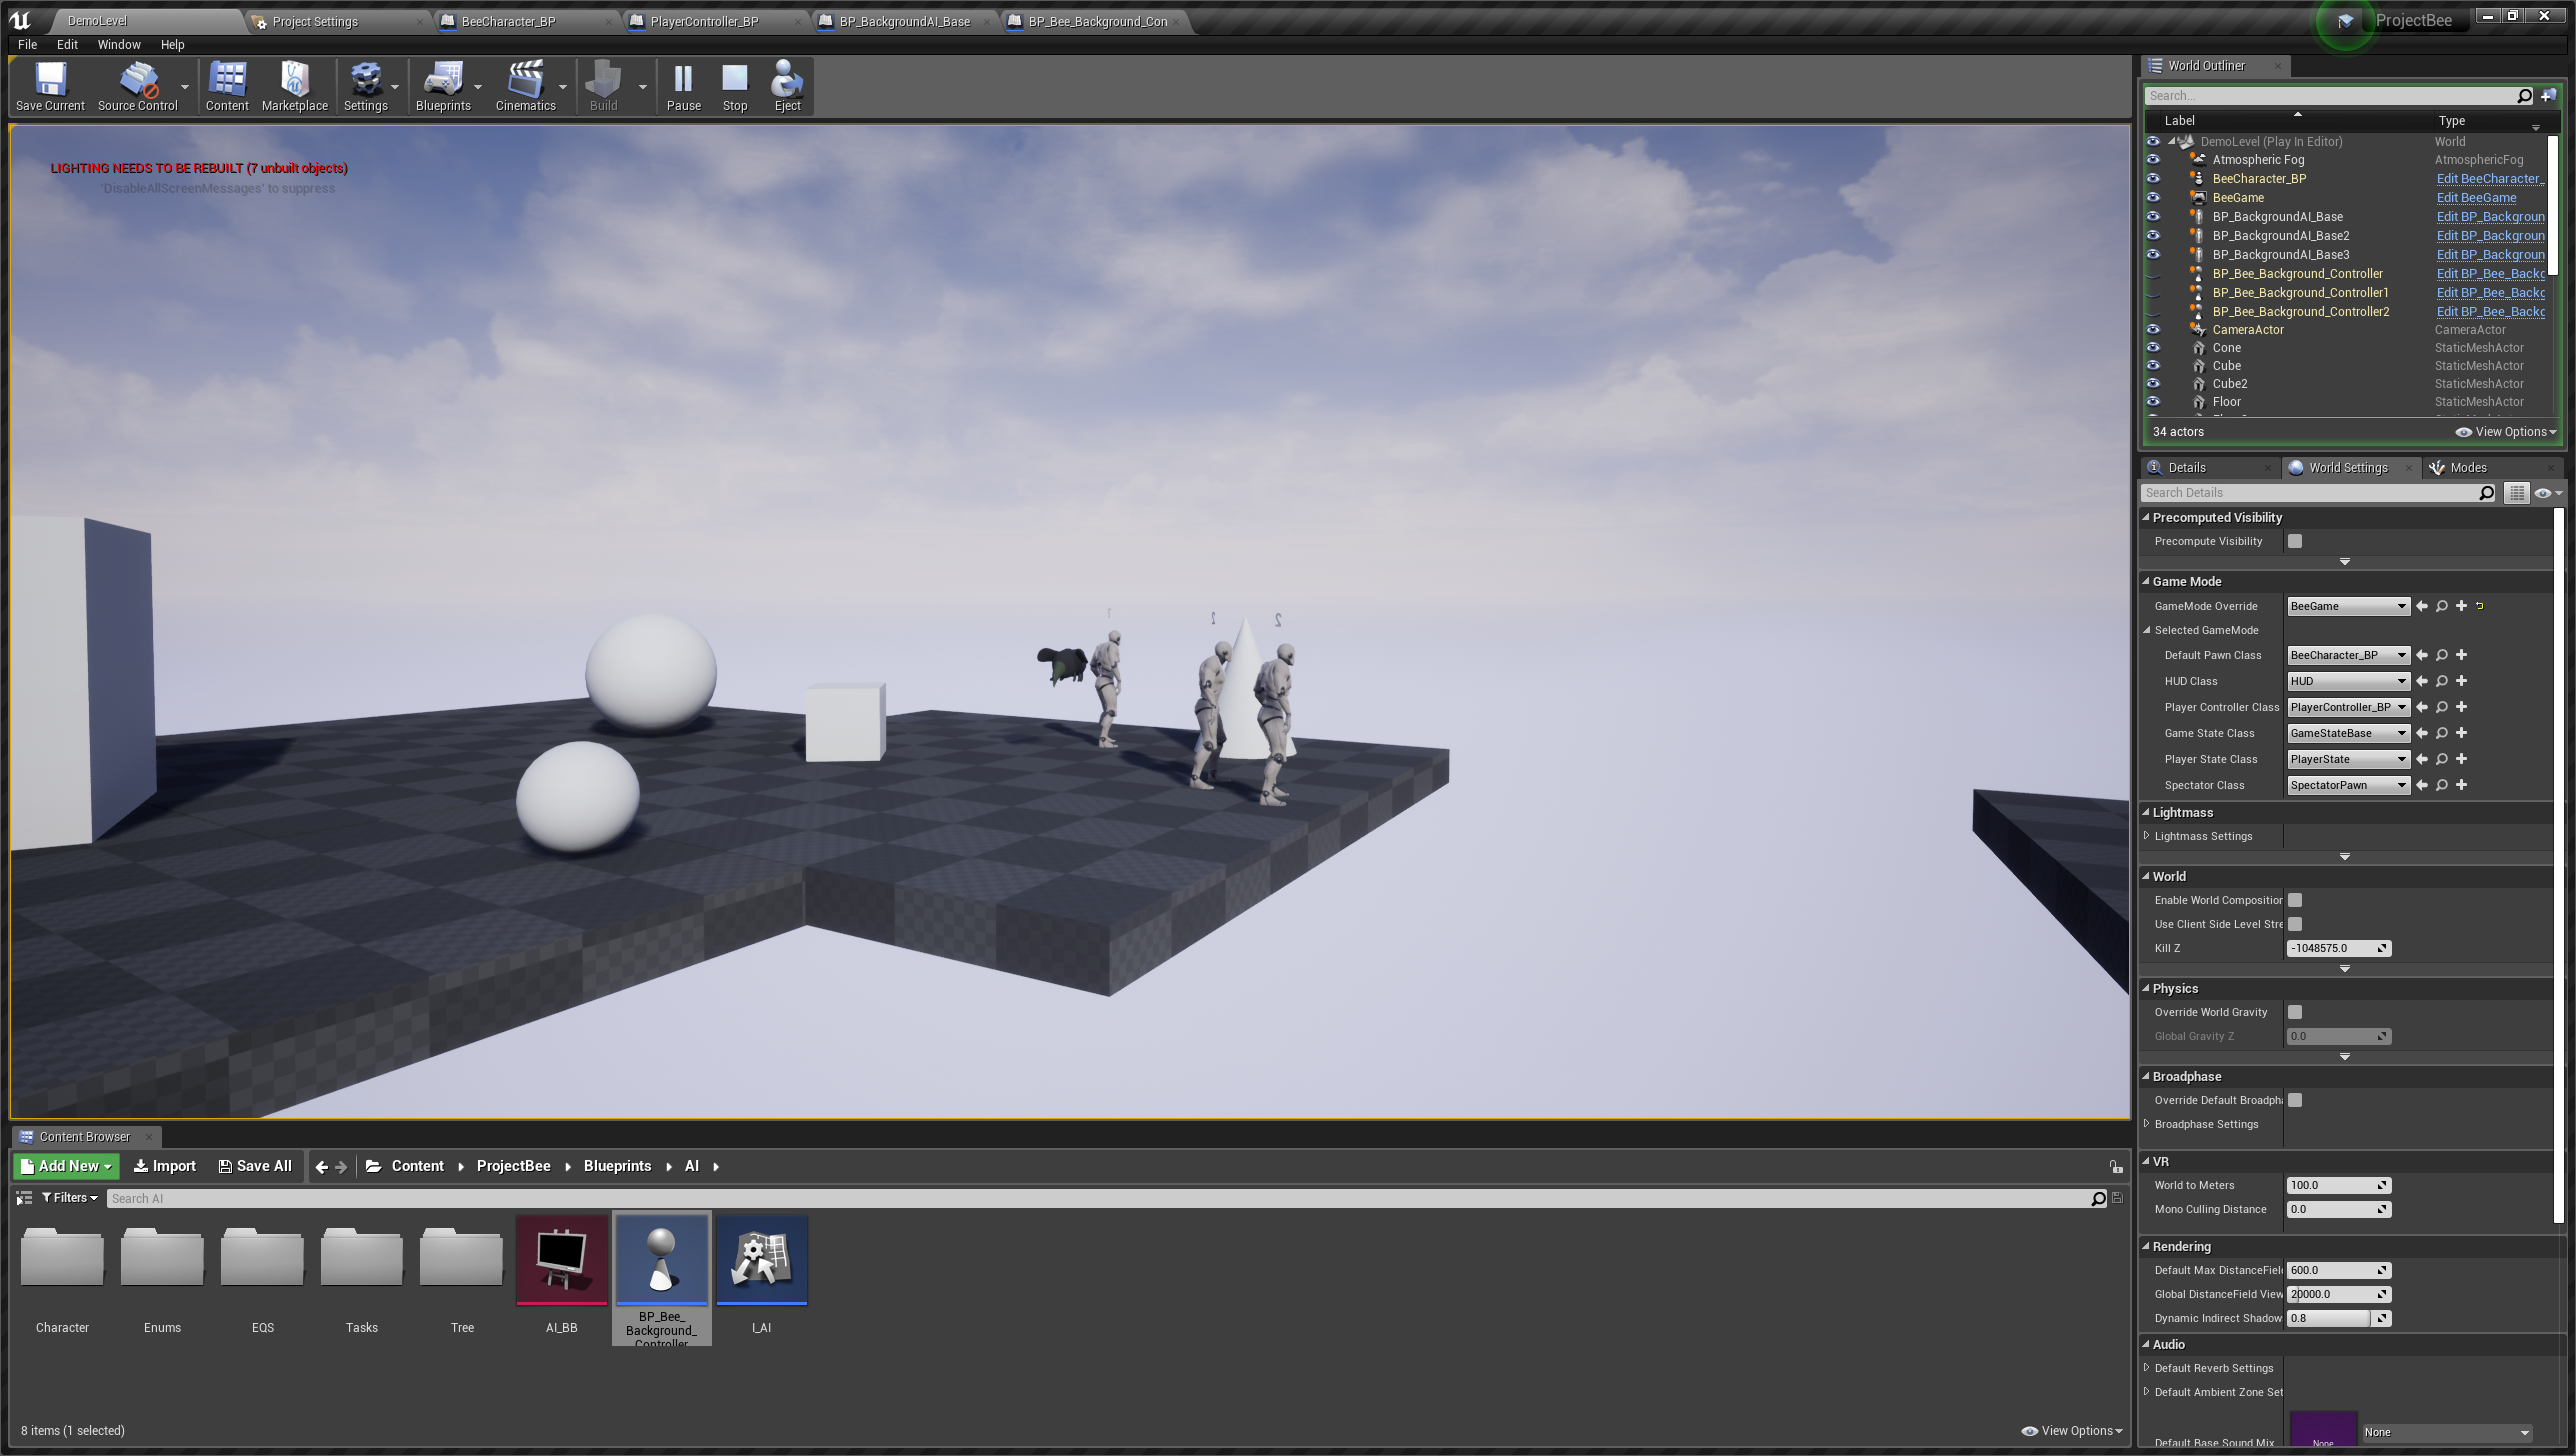 DemoLevel
Project Settings
BeeCharacter_BP
PlayerController_BP
BP_BackgroundAI_Base
BP_Bee_Background_Con
ProjectBee
File Edit Window Help
Save Current
Source Control
Content
Marketplace
Settings
Blueprints
Cinematics
Build
Pause
Stop
Eject
LIGHTING NEEDS TO BE REBUILT (7 unbuilt objects)
'DisableAllScreenMessages' to suppress
World Outliner
Search...
Label Type
DemoLevel (Play In Editor) World
Atmospheric Fog AtmosphericFog
BeeCharacter_BP Edit BeeCharacter_
BeeGame Edit BeeGame
BP_BackgroundAI_Base Edit BP_Backgroun
BP_BackgroundAI_Base2 Edit BP_Backgroun
BP_BackgroundAI_Base3 Edit BP_Backgroun
BP_Bee_Background_Controller Edit BP_Bee_Backg
BP_Bee_Background_Controller1 Edit BP_Bee_Backg
BP_Bee_Background_Controller2 Edit BP_Bee_Backg
CameraActor CameraActor
Cone StaticMeshActor
Cube StaticMeshActor
Cube2 StaticMeshActor
Floor StaticMeshActor
34 actors View Options
Details
World Settings
Modes
Search Details
Precomputed Visibility
Precompute Visibility
Game Mode
GameMode Override BeeGame
Selected GameMode
Default Pawn Class BeeCharacter_BP
HUD Class HUD
Player Controller Class PlayerController_BP
Game State Class GameStateBase
Player State Class PlayerState
Spectator Class SpectatorPawn
Lightmass
Lightmass Settings
World
Enable World Composition
Use Client Side Level Stre
Kill Z -1048575.0
Physics
Override World Gravity
Global Gravity Z 0.0
Broadphase
Override Default Broadpha
Broadphase Settings
VR
World to Meters 100.0
Mono Culling Distance 0.0
Rendering
Default Max DistanceField 600.0
Global DistanceField View 20000.0
Dynamic Indirect Shadow 0.8
Audio
Default Reverb Settings
Default Ambient Zone Set
Default Base Sound Mix None None
Content Browser
Add New Import Save All Content ProjectBee Blueprints AI
Filters Search AI
Character
Enums
EQS
Tasks
Tree
AI_BB
BP_Bee_
Background_
Controller
I_AI
8 items (1 selected) View Options